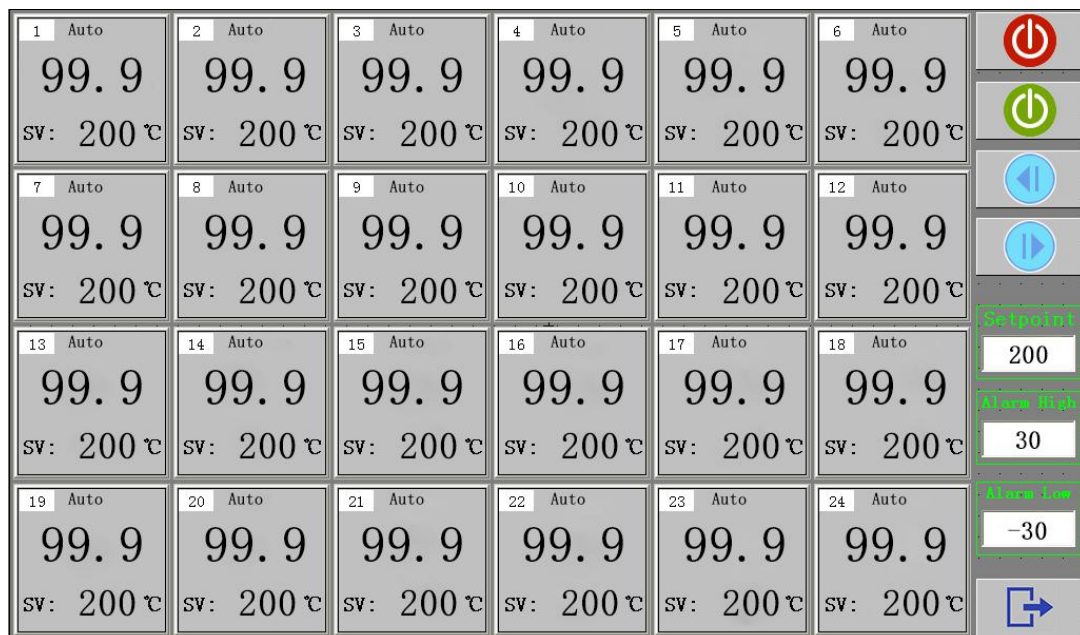 1 Auto 2 Auto 3 Auto 4 Auto 5 Auto 6 Auto
99.9 99.9 99.9 99.9 99.9 99.9
SV: 200 ℃ SV: 200 ℃ SV: 200 ℃ SV: 200 ℃ SV: 200 ℃ SV: 200 ℃
7 Auto 8 Auto 9 Auto 10 Auto 11 Auto 12 Auto
99.9 99.9 99.9 99.9 99.9 99.9
SV: 200 ℃ SV: 200 ℃ SV: 200 ℃ SV: 200 ℃ SV: 200 ℃ SV: 200 ℃
13 Auto 14 Auto 15 Auto 16 Auto 17 Auto 18 Auto
99.9 99.9 99.9 99.9 99.9 99.9
SV: 200 ℃ SV: 200 ℃ SV: 200 ℃ SV: 200 ℃ SV: 200 ℃ SV: 200 ℃
19 Auto 20 Auto 21 Auto 22 Auto 23 Auto 24 Auto
99.9 99.9 99.9 99.9 99.9 99.9
SV: 200 ℃ SV: 200 ℃ SV: 200 ℃ SV: 200 ℃ SV: 200 ℃ SV: 200 ℃
Setpoint
200
Alarm High
30
Alarm Low
-30